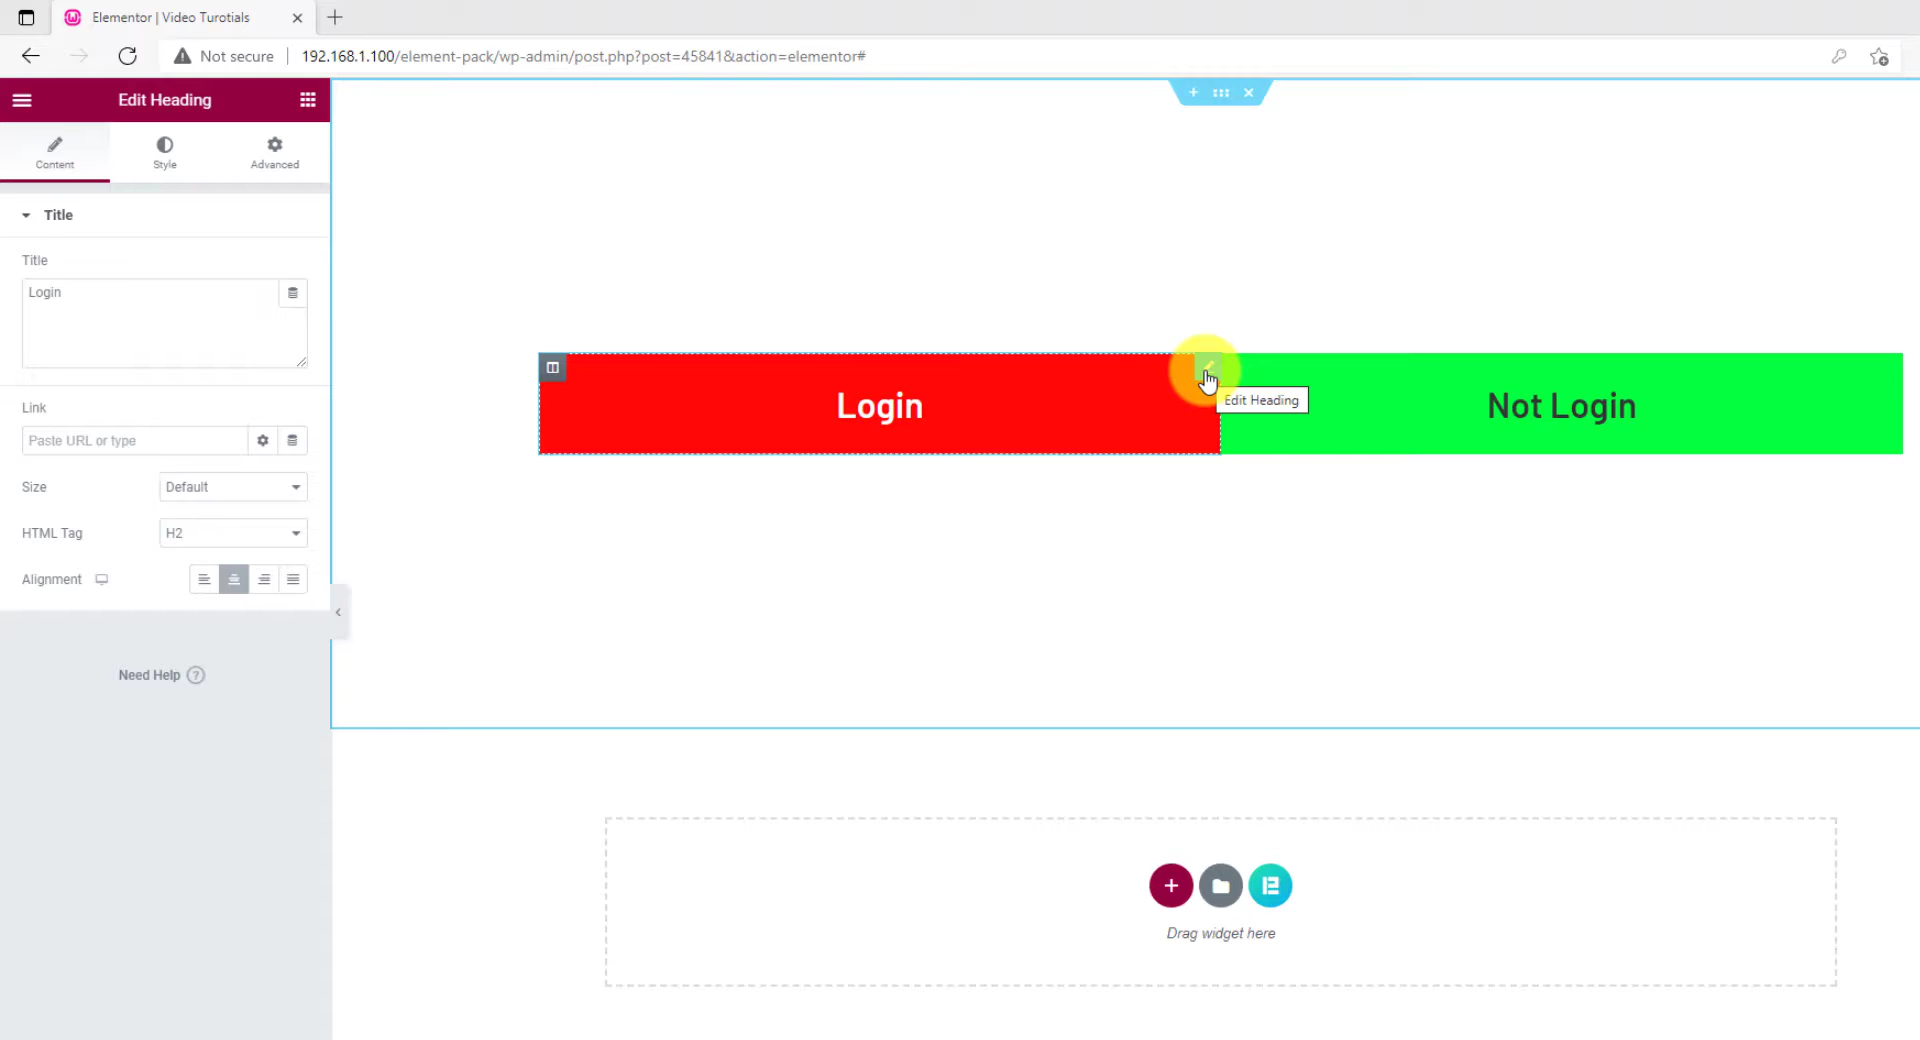 Elementor | Video Turotials
Not secure
192.168.1.100/element-pack/wp-admin/post.php?post=45841&action=elementor#
Edit Heading
Content
Style
Advanced
Title
Title
Login
Link
Paste URL or type
Size
Default
HTML Tag
H2
Alignment
Need Help ?
Login
Edit Heading
Not Login
Drag widget here